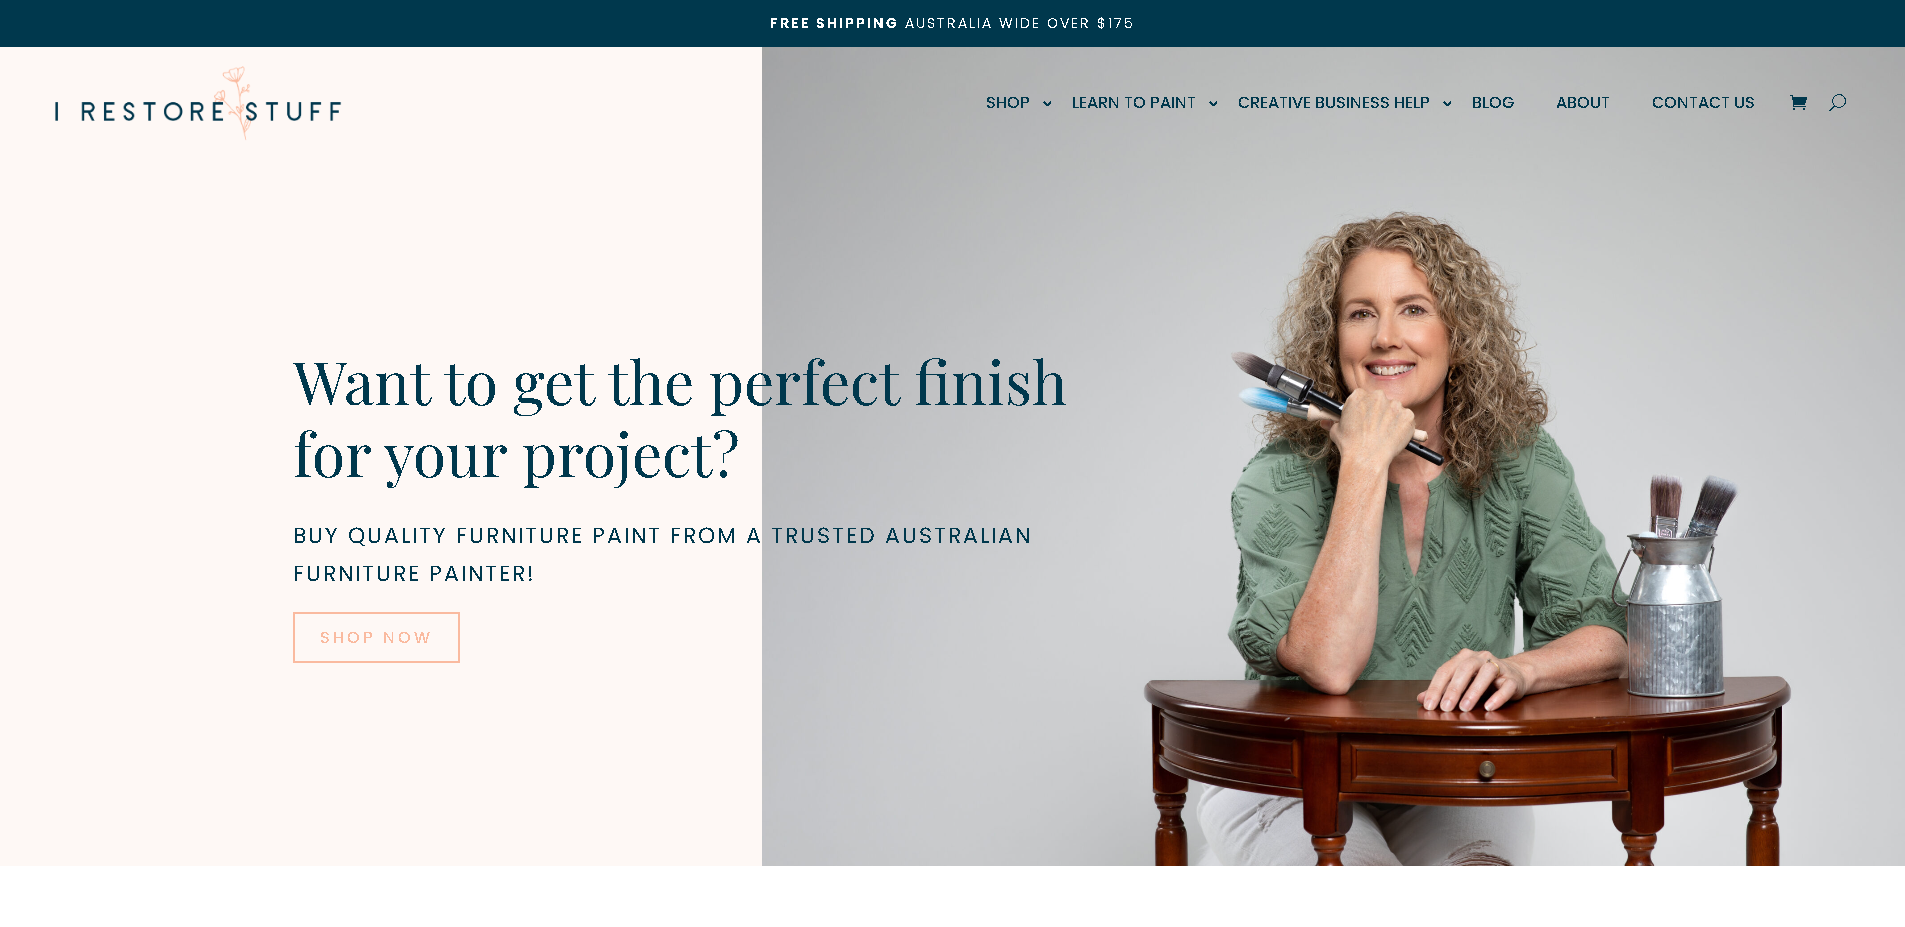 FREE SHIPPING AUSTRALIA WIDE OVER $175
I RESTORE STUFF
SHOP LEARN TO PAINT CREATIVE BUSINESS HELP BLOG ABOUT CONTACT US
Want to get the perfect finish
for your project?
BUY QUALITY FURNITURE PAINT FROM A TRUSTED AUSTRALIAN
FURNITURE PAINTER!
SHOP NOW